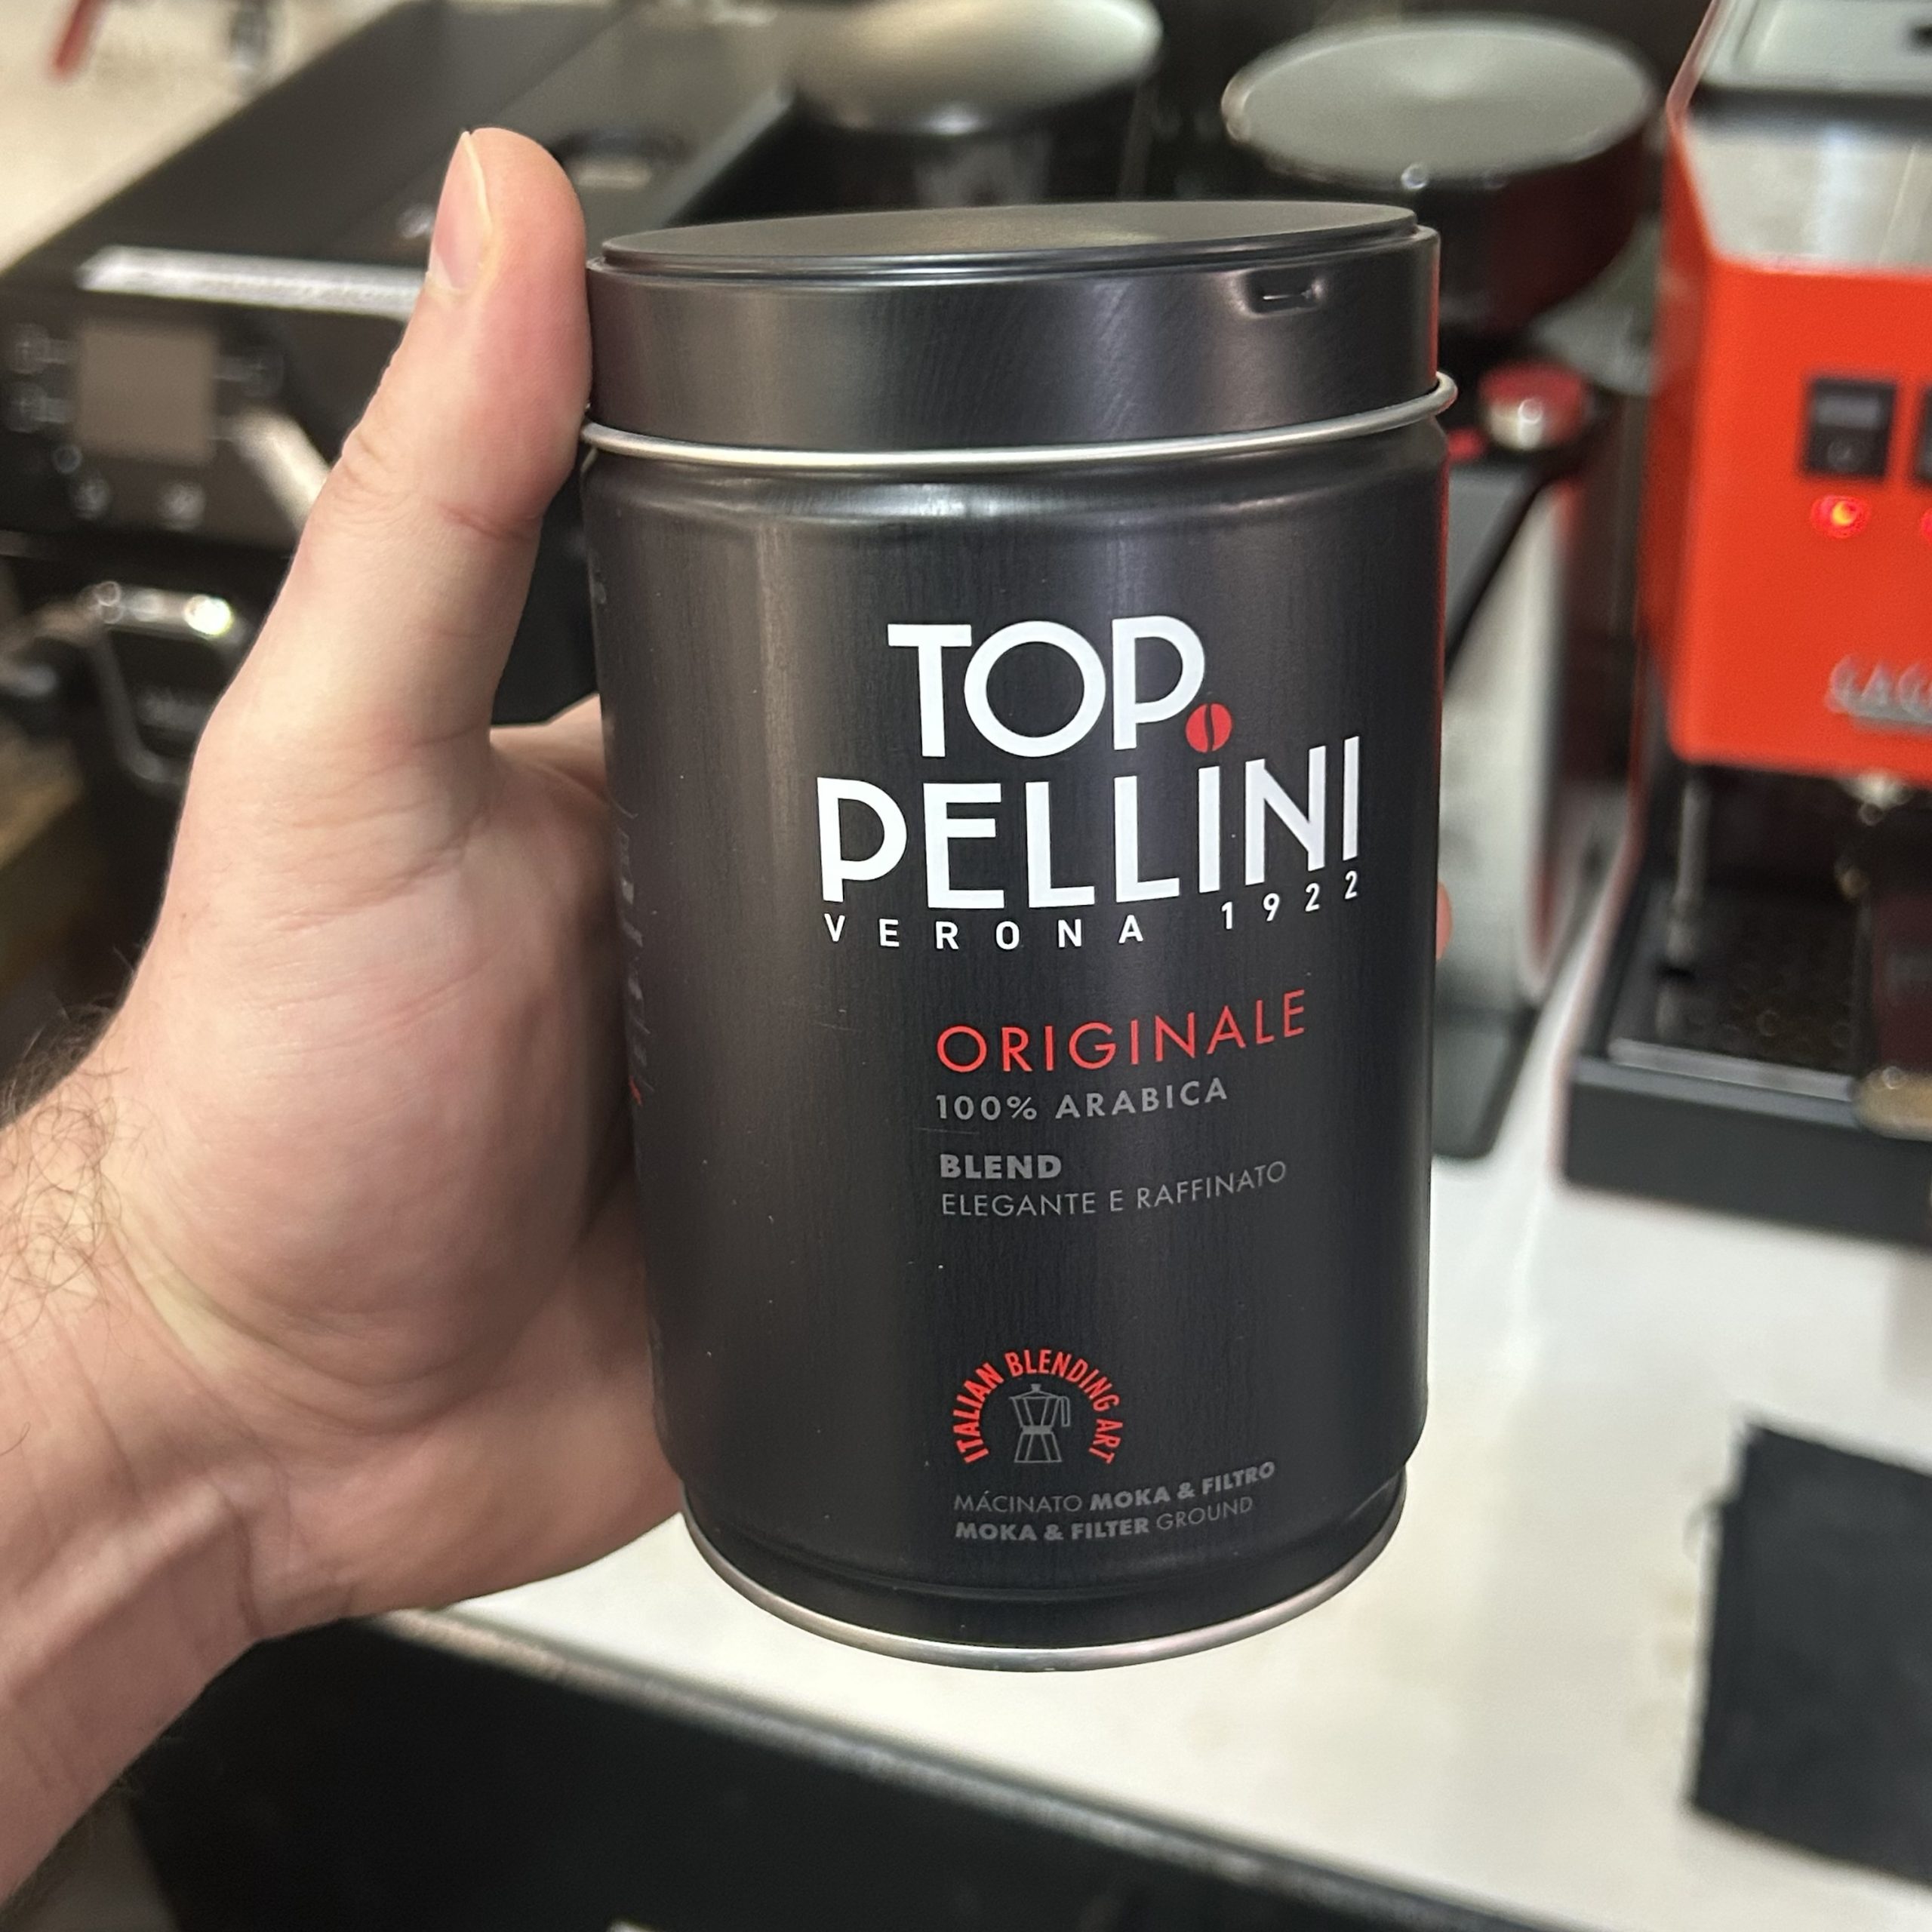 TOP
PELLINI
VERONA 1922
ORIGINALE
100% ARABICA
BLEND
ELEGANTE E RAFFINATO
ITALIAN BLENDING ART
MÁCINATO MOKA & FILTRO
MOKA & FILTER GROUND